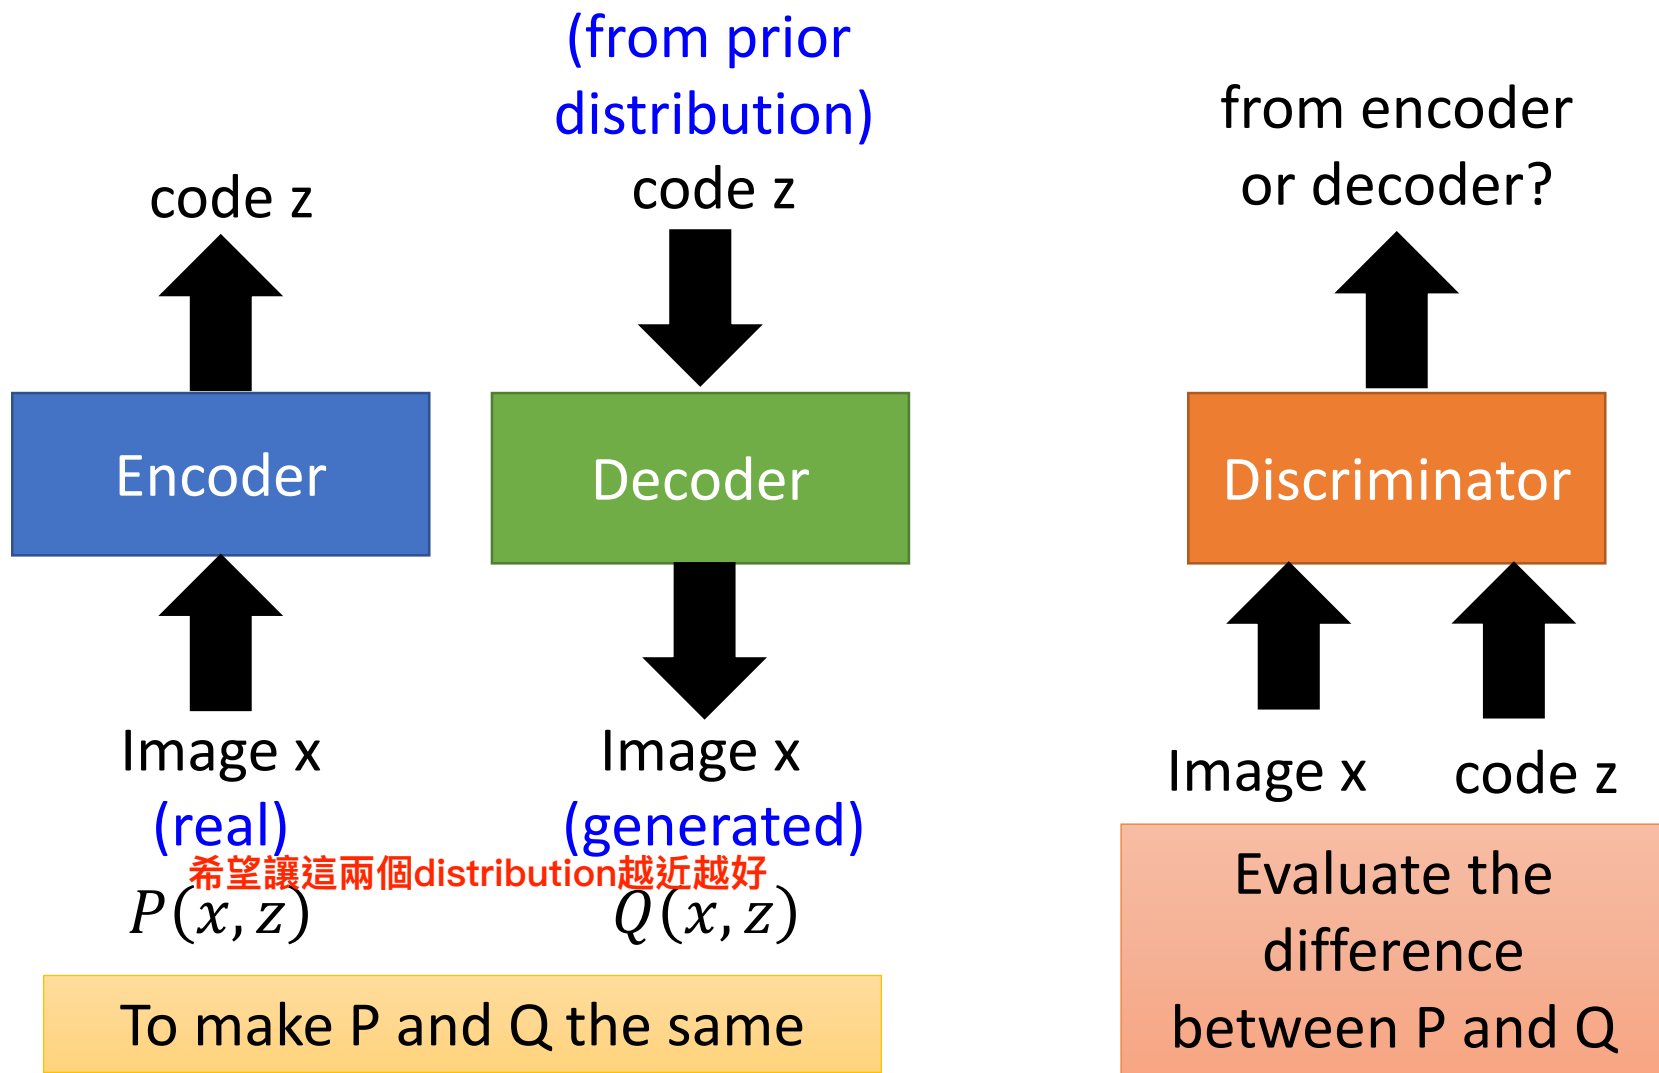 code z
Encoder
Image x
(real)
P(x, z)
(from prior
distribution)
code z
Decoder
Image x
(generated)
Q(x, z)
希望讓這兩個distribution越近越好
To make P and Q the same
from encoder
or decoder?
Discriminator
Image x
code z
Evaluate the
difference
between P and Q